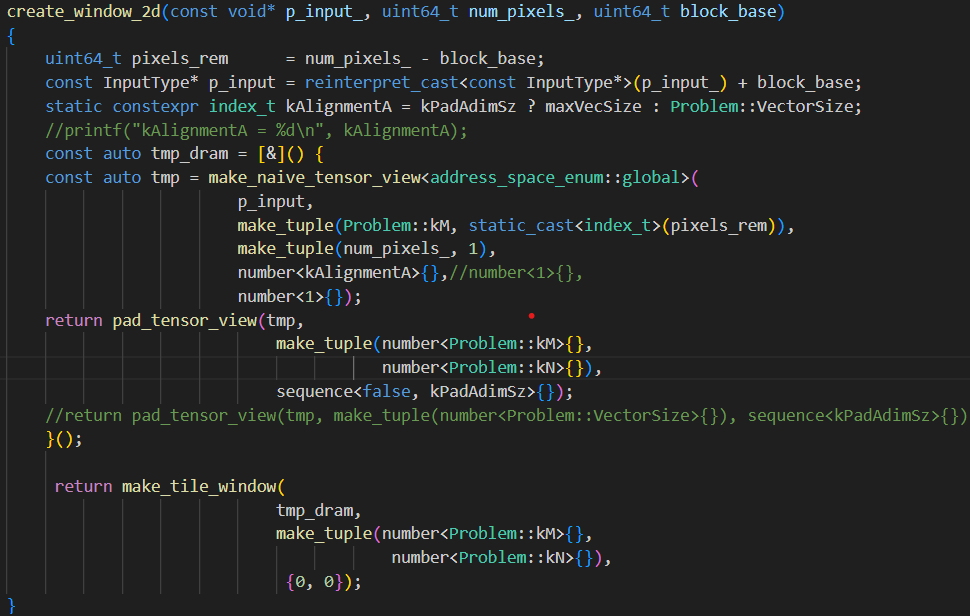 create_window_2d(const void* p_input_, uint64_t num_pixels_, uint64_t block_base)
{
    uint64_t pixels_rem      = num_pixels_ - block_base;
    const InputType* p_input = reinterpret_cast<const InputType*>(p_input_) + block_base;
    static constexpr index_t kAlignmentA = kPadAdimSz ? maxVecSize : Problem::VectorSize;
    //printf("kAlignmentA = %d\n", kAlignmentA);
    const auto tmp_dram = [&]() {
    const auto tmp = make_naive_tensor_view<address_space_enum::global>(
                        p_input,
                        make_tuple(Problem::kM, static_cast<index_t>(pixels_rem)),
                        make_tuple(num_pixels_, 1),
                        number<kAlignmentA>{},//number<1>{},
                        number<1>{});
    return pad_tensor_view(tmp,
                            make_tuple(number<Problem::kM>{},
                                       number<Problem::kN>{}),
                            sequence<false, kPadAdimSz>{});
    //return pad_tensor_view(tmp, make_tuple(number<Problem::VectorSize>{}), sequence<kPadAdimSz>{})
    }();

     return make_tile_window(
                            tmp_dram,
                            make_tuple(number<Problem::kM>{},
                                        number<Problem::kN>{}),
                             {0, 0});
}